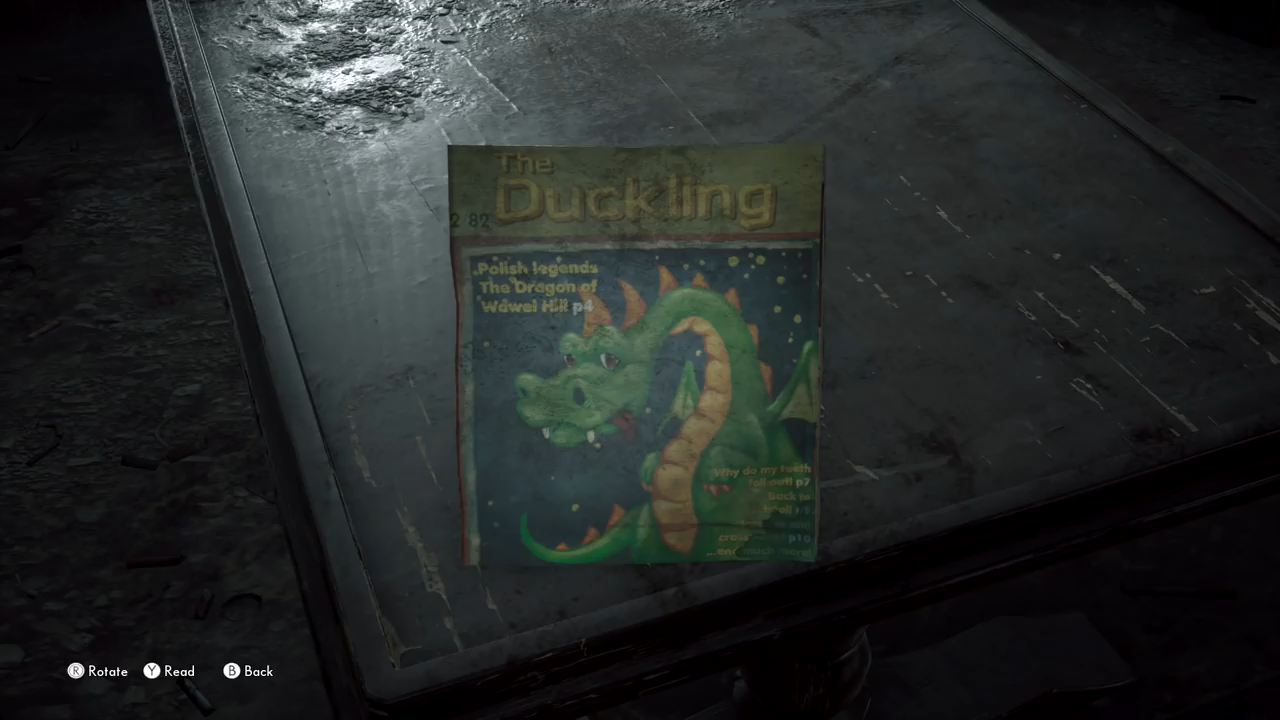 The
Duckling
2 82
Polish legends
The Dragon of
Wawel Hill p4
Why do my teeth
fall out! p7
Back to
p10
much more!
R Rotate Y Read B Back